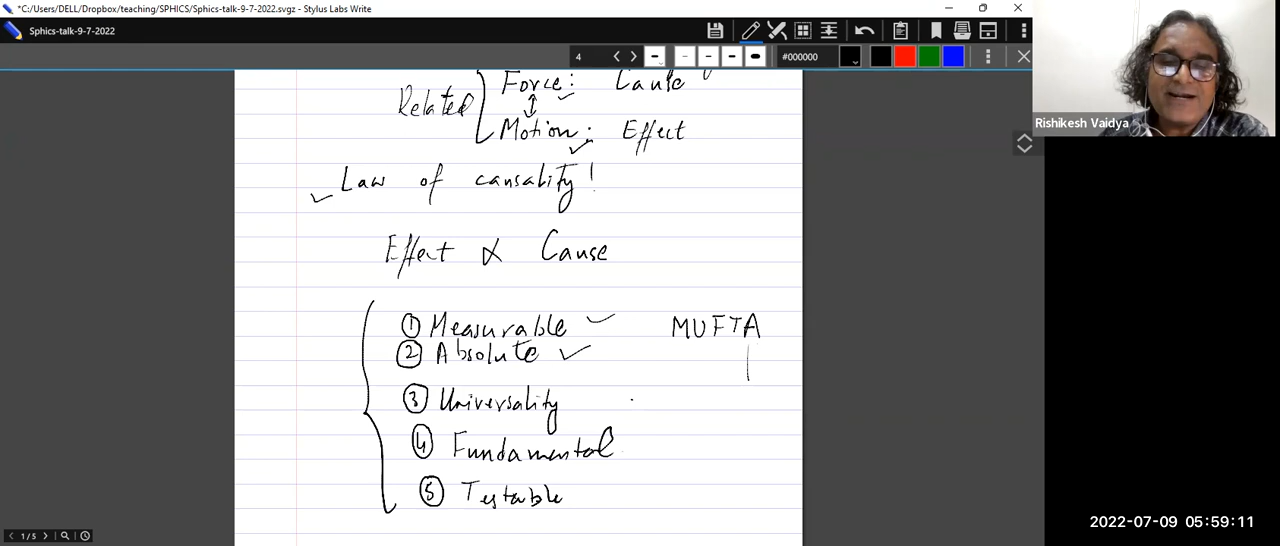 *C:/Users/DELL/Dropbox/teaching/SPHICS/Sphics-talk-9-7-2022.svgz - Stylus Labs Write
Sphics-talk-9-7-2022
4
#000000
Rishikesh Vaidya
Related
Force : Cause
Motion : Effect
Law of causality!
Effect ∝ Cause
① Measurable MUFTA
② Absolute
③ Universality
④ Fundamental
⑤ Testable
1/5
2022-07-09 05:59:11